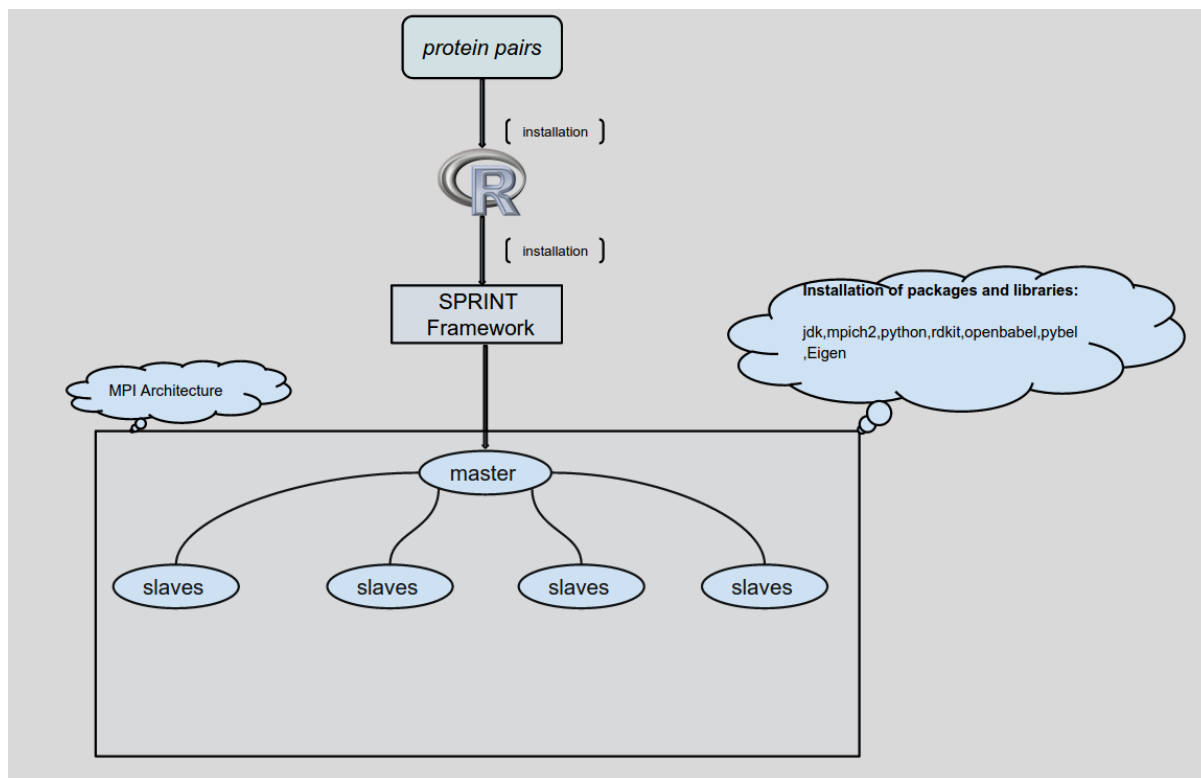 protein pairs
installation
R
installation
SPRINT
Framework
Installation of packages and libraries:
jdk,mpich2,python,rdkit,openbabel,pybel
,Eigen
MPI Architecture
master
slaves
slaves
slaves
slaves